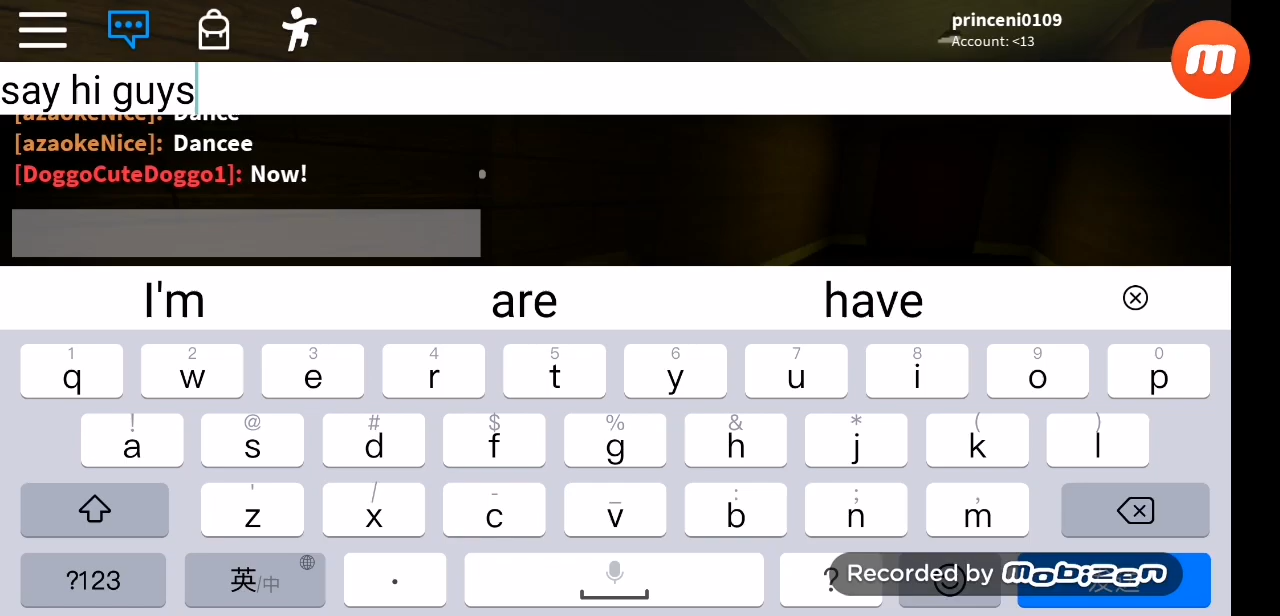 princeni0109
Account: <13
say hi guys
[azaokeNice]: Dance
[azaokeNice]: Dancee
[DoggoCuteDoggo1]: Now!
I'm are have
1 2 3 4 5 6 7 8 9 0
q w e r t y u i o p
! @ # $ % & * ( )
a s d f g h j k l
' / - _ : ; ,
z x c v b n m
?123 英/中 . ?
Recorded by mobizen